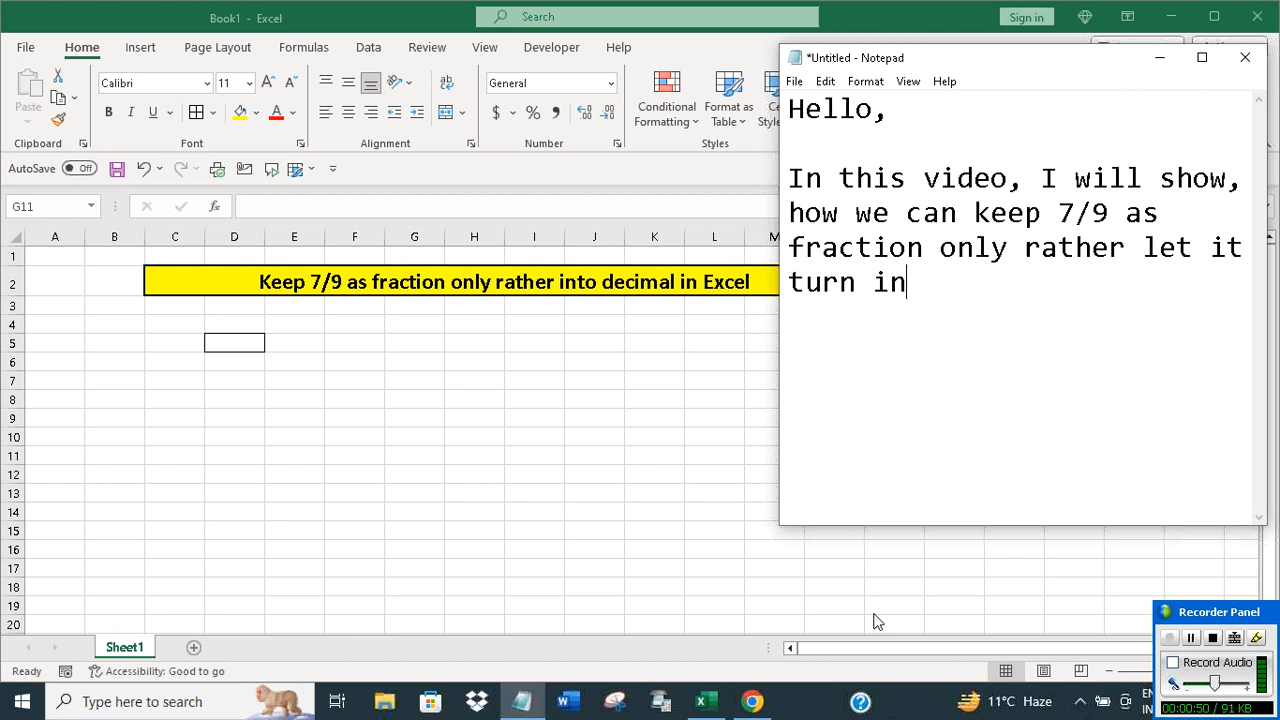 Book1 - Excel
Search
Sign in
File Home Insert Page Layout Formulas Data Review View Developer Help
Paste
Calibri 11
General
Conditional Formatting
Format as Table
Clipboard Font Alignment Number Styles
AutoSave Off
G11 fx
A B C D E F G H I J K L
1
2 Keep 7/9 as fraction only rather into decimal in Excel
3
4
5
6
7
8
9
10
11
12
13
14
15
16
17
18
19
20
Sheet1
Ready Accessibility: Good to go
*Untitled - Notepad
File Edit Format View Help
Hello,
In this video, I will show,
how we can keep 7/9 as
fraction only rather let it
turn in
Recorder Panel
Record Audio
00:00:50 / 91 KB
Type here to search
11°C Haze